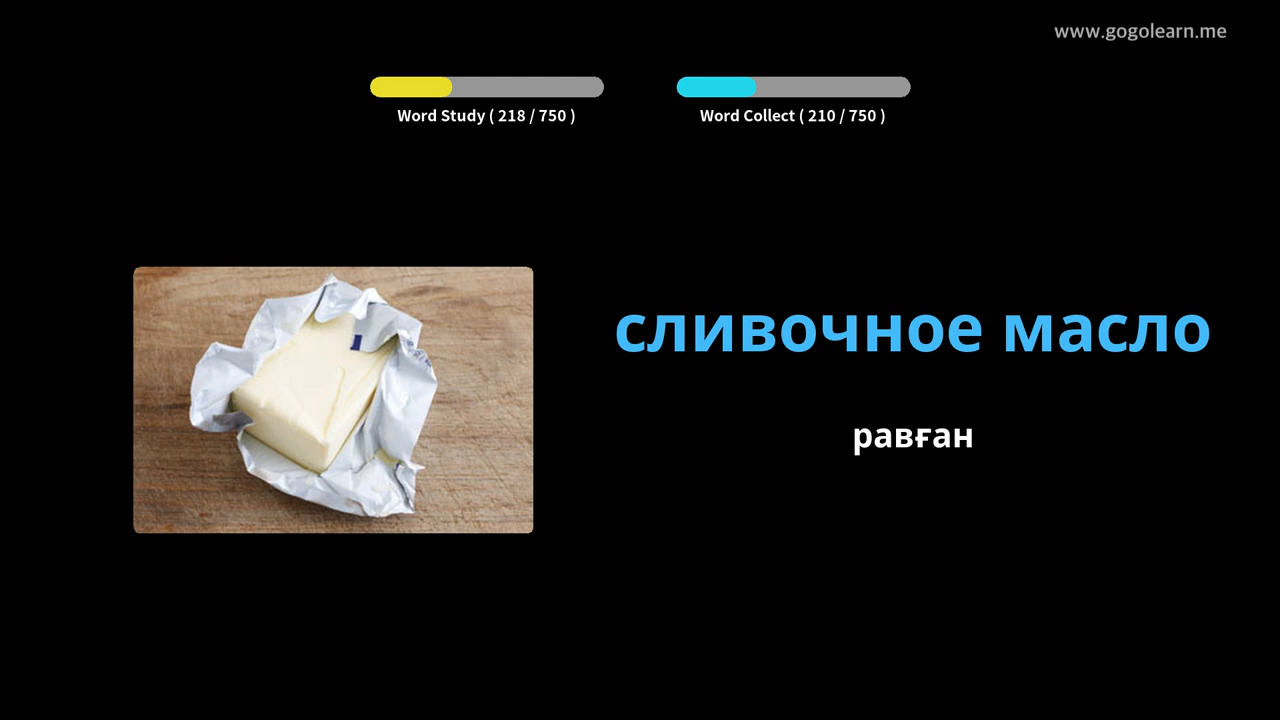 www.gogolearn.me
Word Study ( 218 / 750 )
Word Collect ( 210 / 750 )
сливочное масло
равған